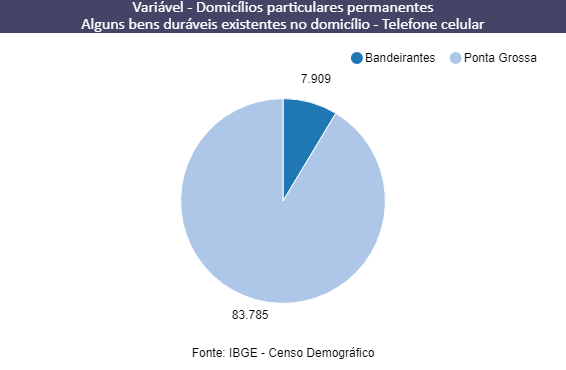 Variável - Domicílios particulares permanentes
Alguns bens duráveis existentes no domicílio - Telefone celular
Bandeirantes
Ponta Grossa
7.909
83.785
Fonte: IBGE - Censo Demográfico